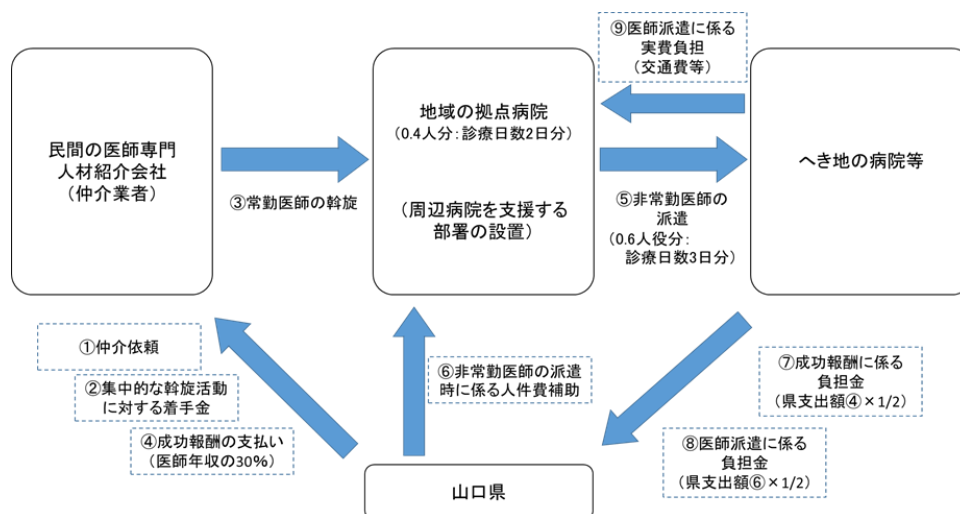 ⑨医師派遣に係る
実費負担
(交通費等)
民間の医師専門
人材紹介会社
(仲介業者)
③常勤医師の斡旋
地域の拠点病院
(0.4人分:診療日数2日分)
(周辺病院を支援する
部署の設置)
⑤非常勤医師の
派遣
(0.6人役分:
診療日数3日分)
へき地の病院等
①仲介依頼
②集中的な斡旋活動
に対する着手金
④成功報酬の支払い
(医師年収の30%)
⑥非常勤医師の派遣
時に係る人件費補助
⑦成功報酬に係る
負担金
(県支出額④×1/2)
⑧医師派遣に係る
負担金
(県支出額⑥×1/2)
山口県